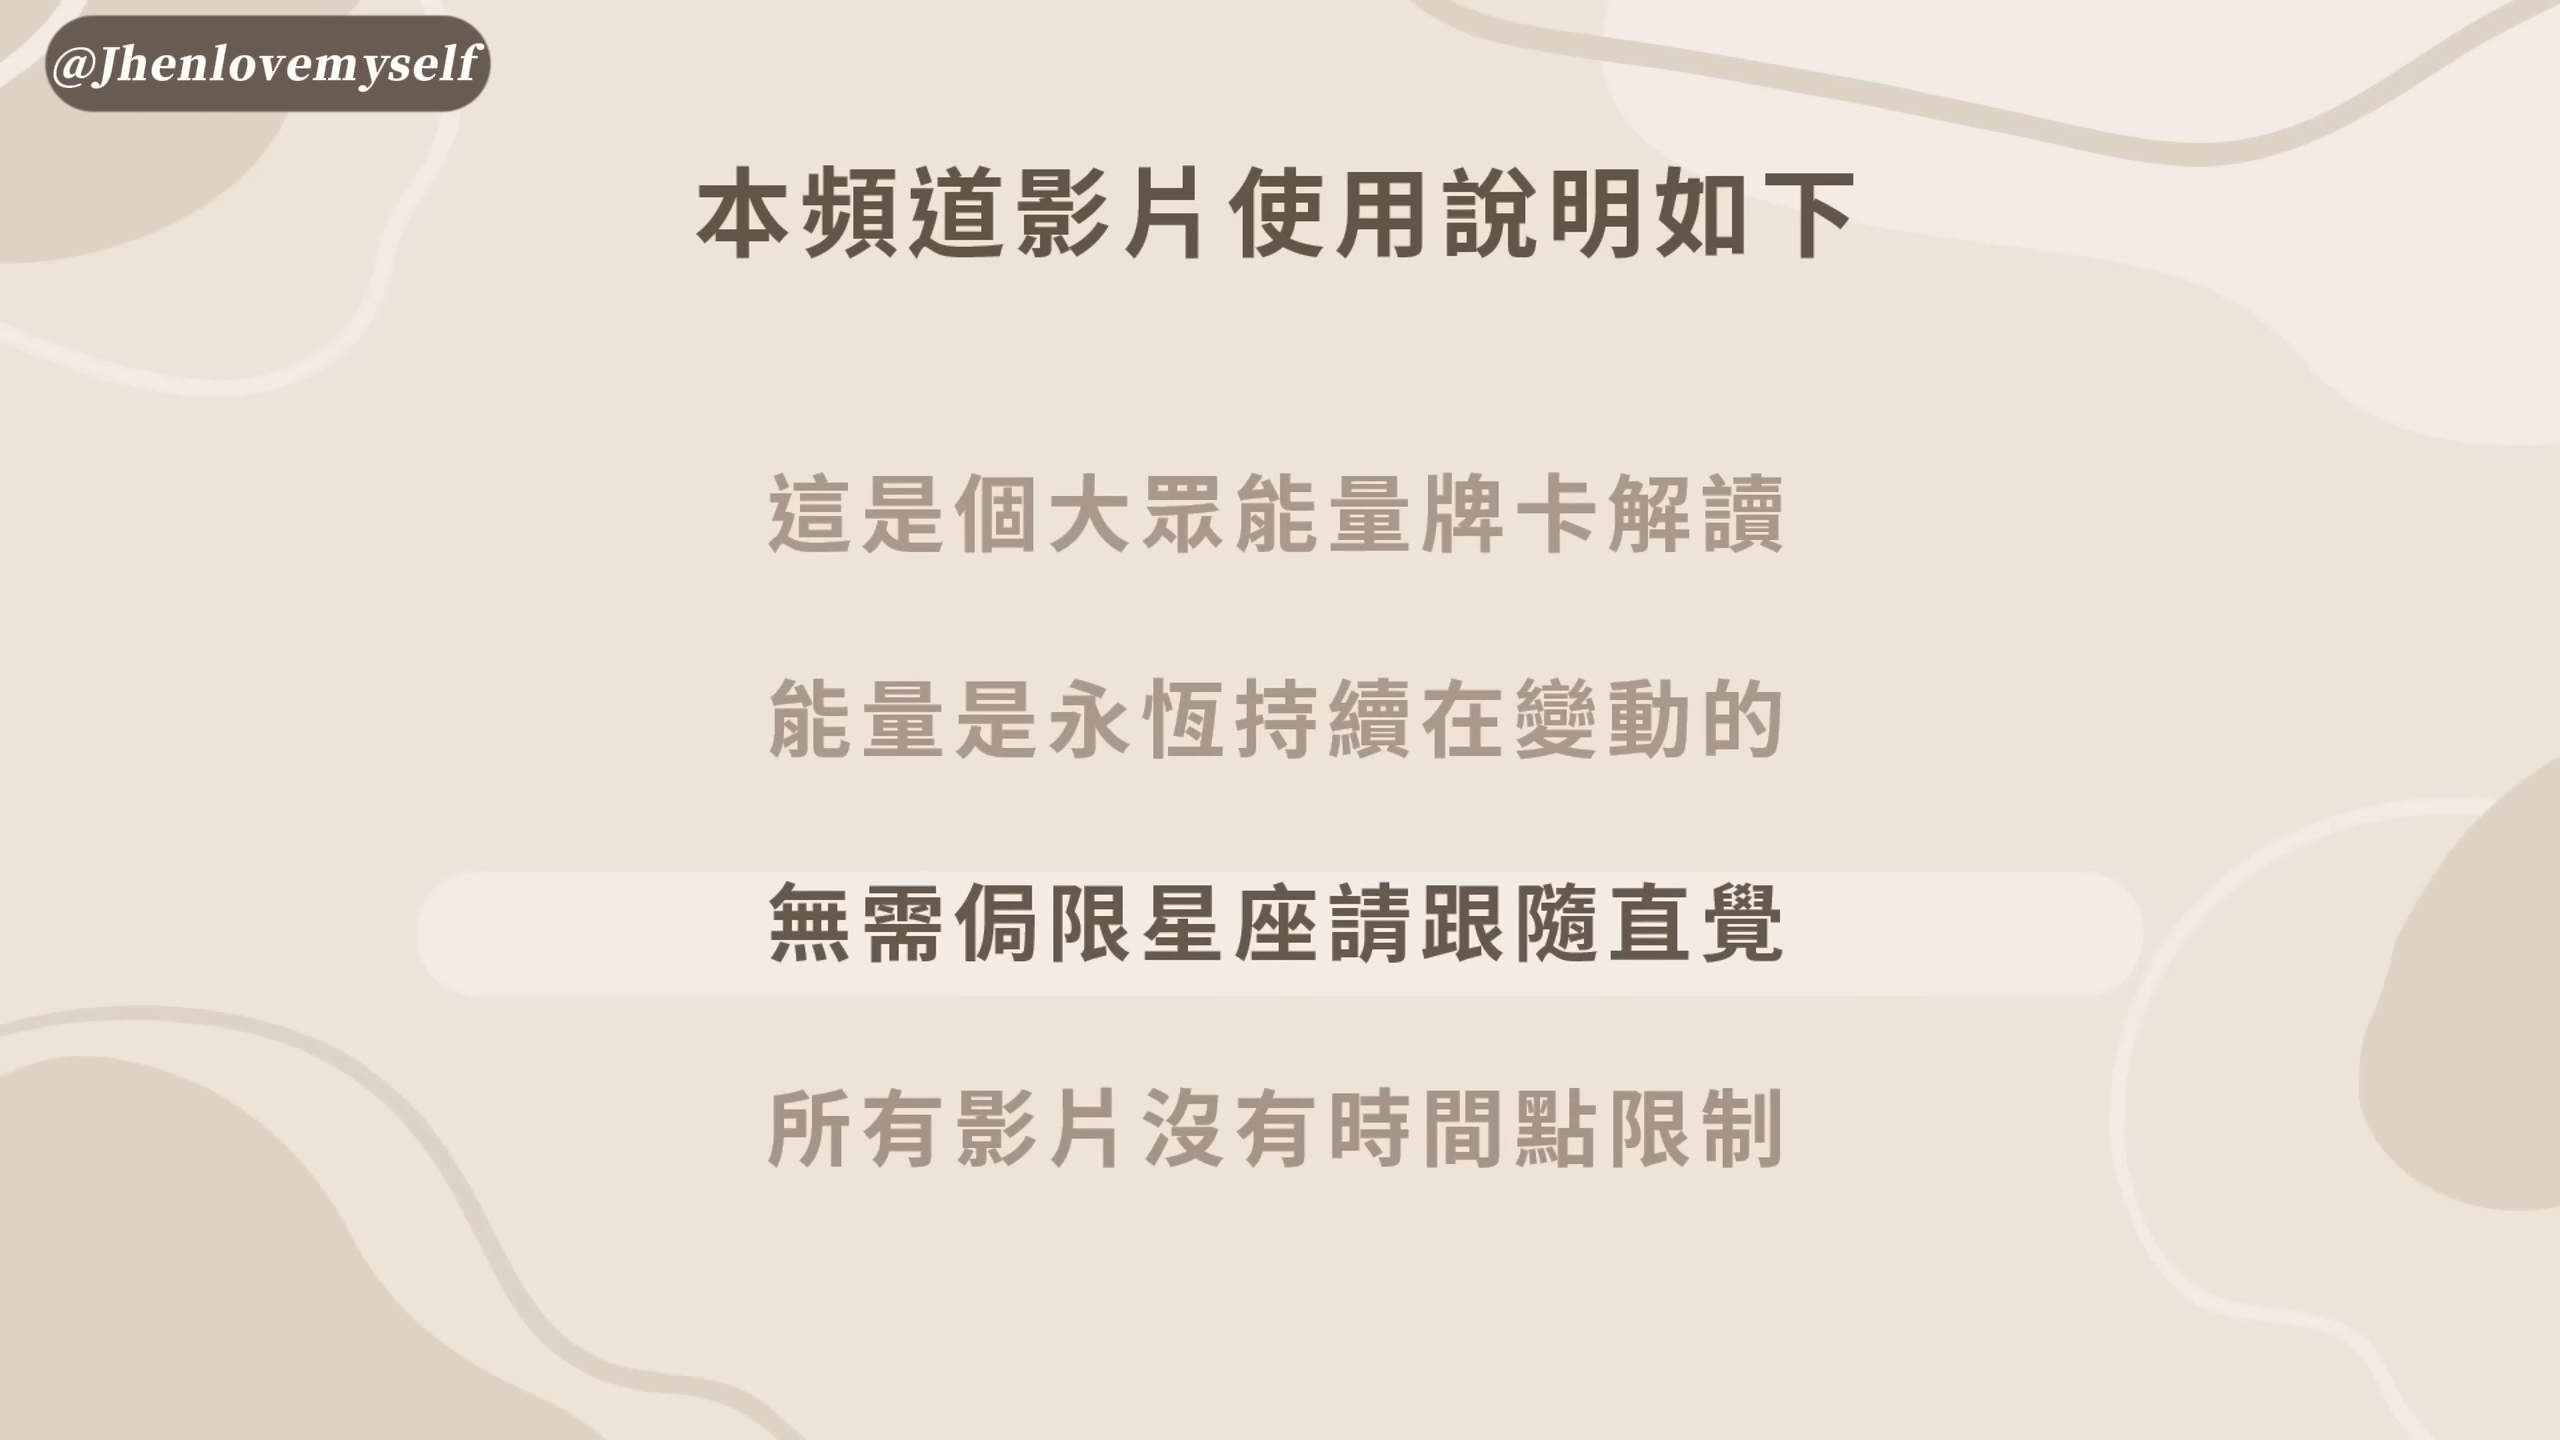 @Jhenlovemyself
本頻道影片使用說明如下
這是個大眾能量牌卡解讀
能量是永恆持續在變動的
無需侷限星座請跟隨直覺
所有影片沒有時間點限制